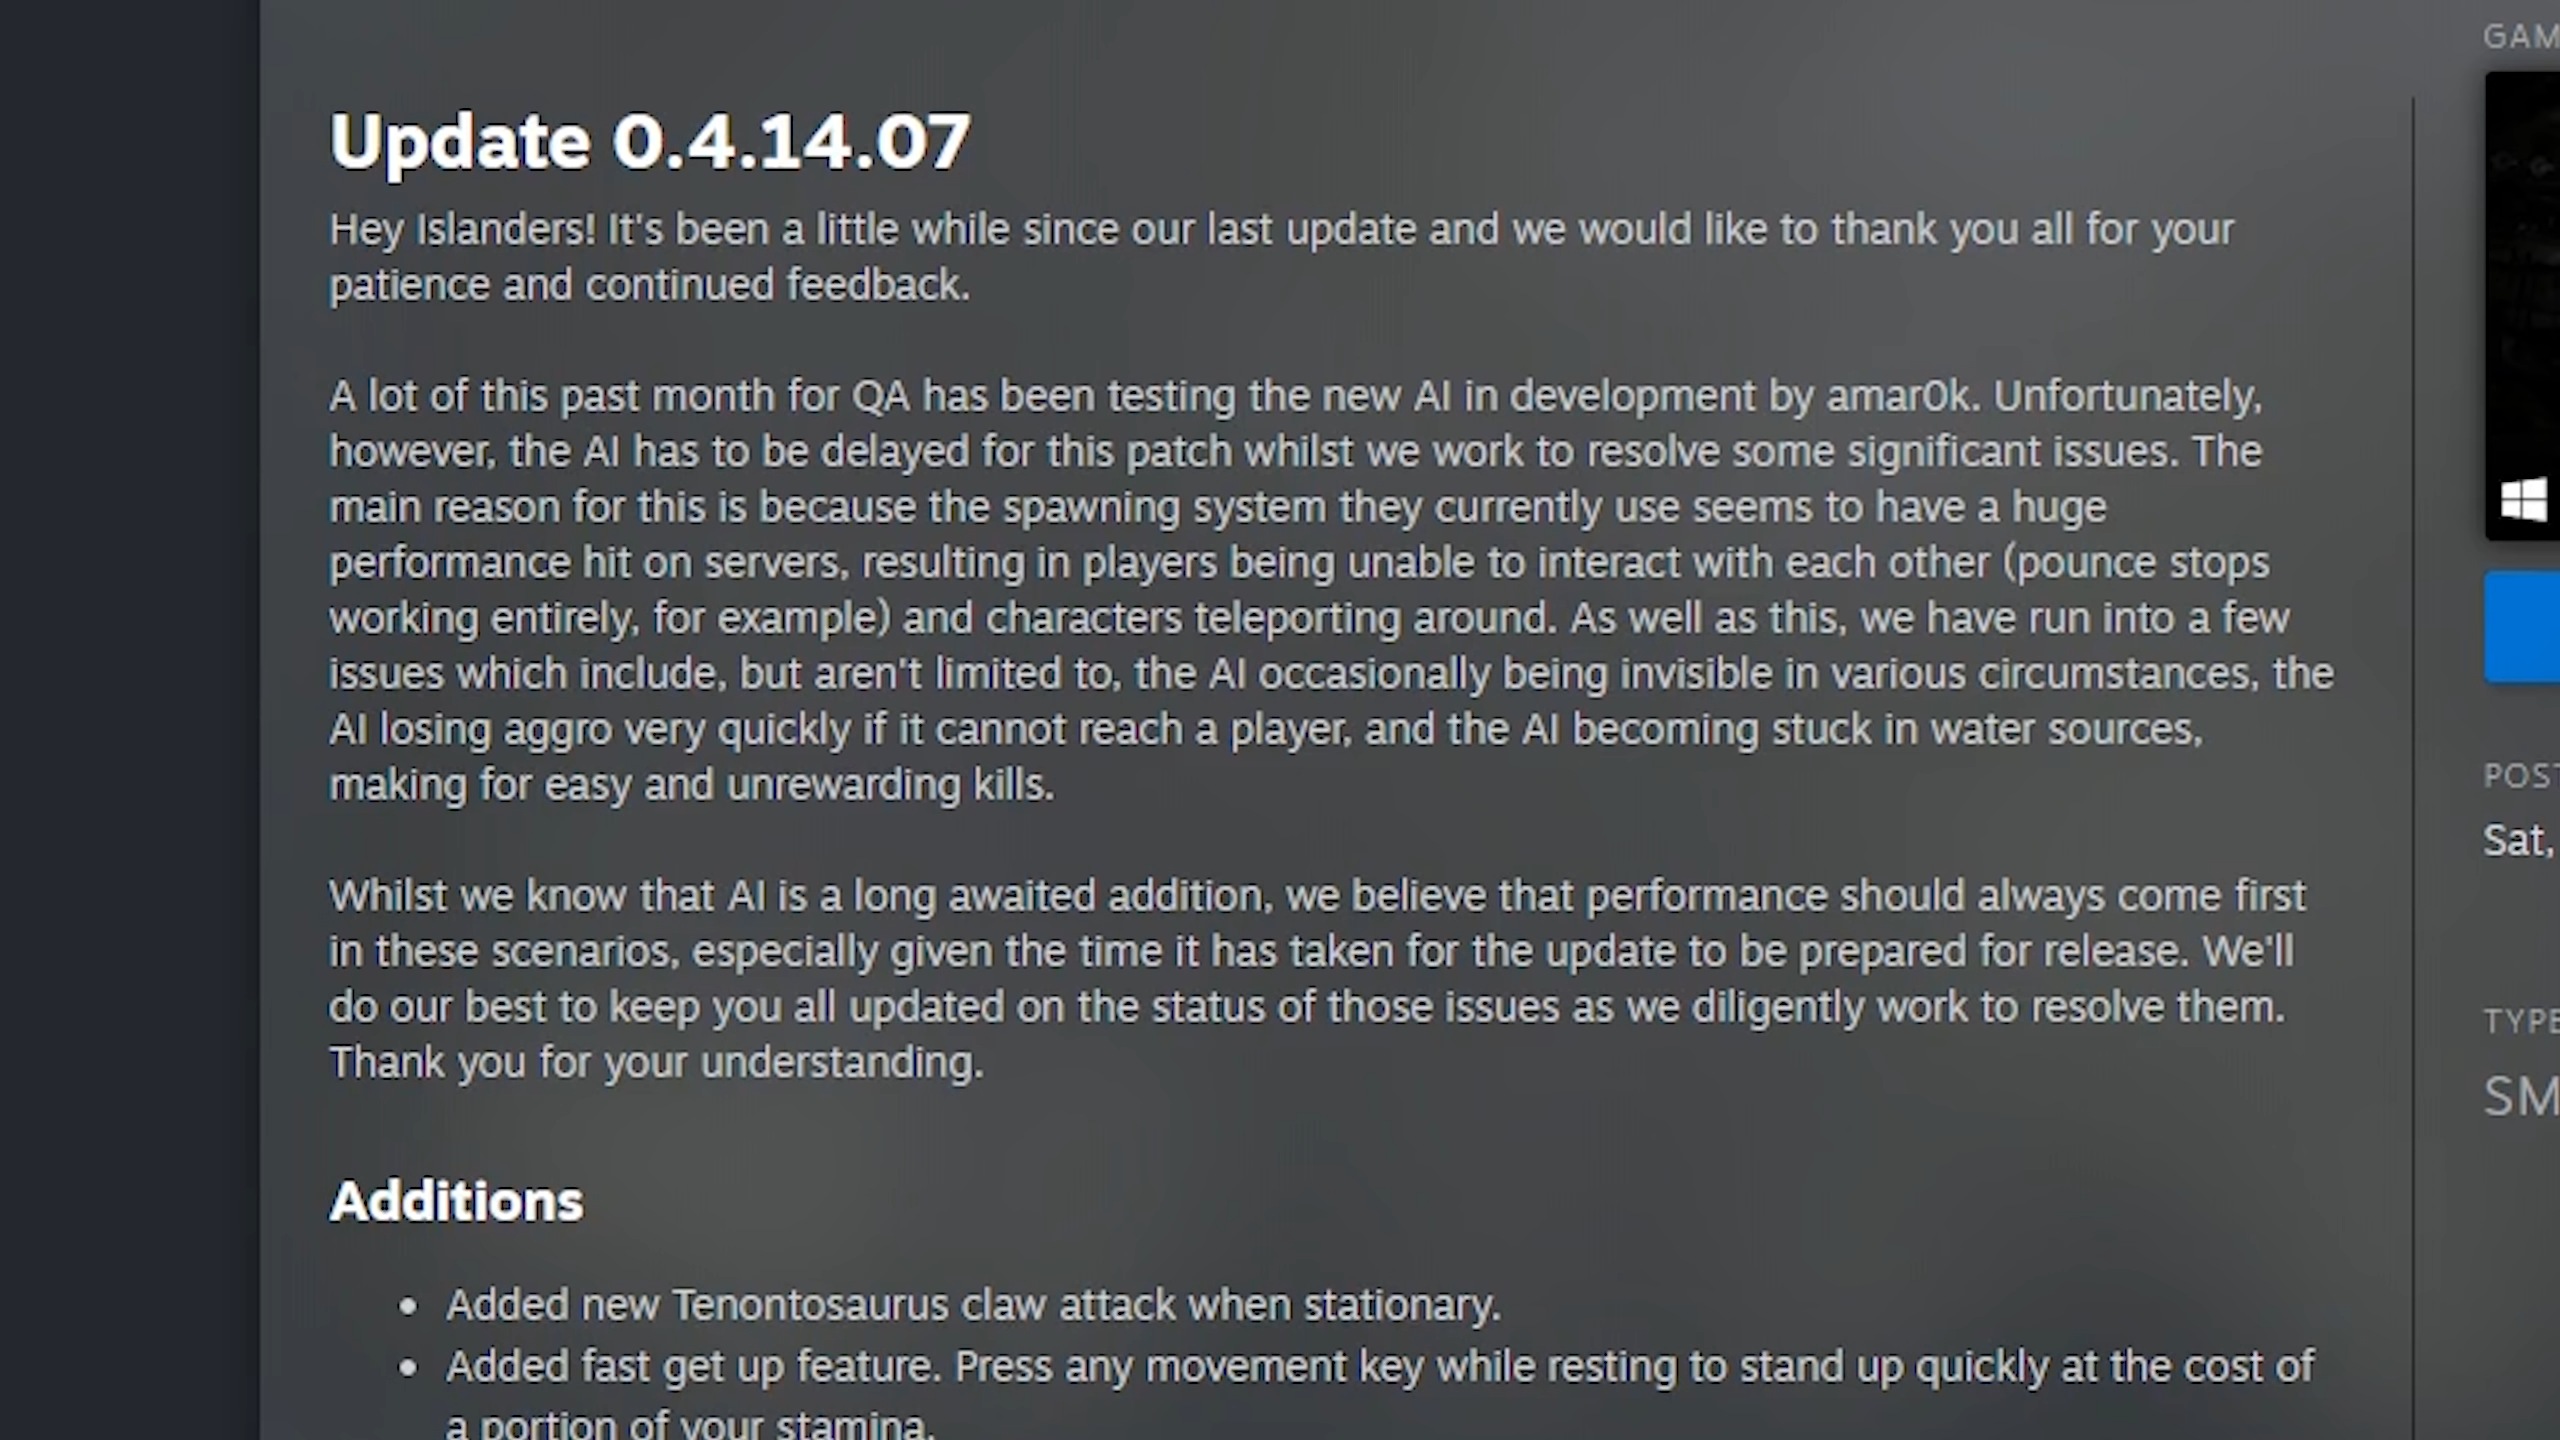 GAM
Update 0.4.14.07
Hey Islanders! It's been a little while since our last update and we would like to thank you all for your
patience and continued feedback.
A lot of this past month for QA has been testing the new AI in development by amar0k. Unfortunately,
however, the AI has to be delayed for this patch whilst we work to resolve some significant issues. The
main reason for this is because the spawning system they currently use seems to have a huge
performance hit on servers, resulting in players being unable to interact with each other (pounce stops
working entirely, for example) and characters teleporting around. As well as this, we have run into a few
issues which include, but aren't limited to, the AI occasionally being invisible in various circumstances, the
AI losing aggro very quickly if it cannot reach a player, and the AI becoming stuck in water sources,
making for easy and unrewarding kills.
Whilst we know that AI is a long awaited addition, we believe that performance should always come first
in these scenarios, especially given the time it has taken for the update to be prepared for release. We'll
do our best to keep you all updated on the status of those issues as we diligently work to resolve them.
Thank you for your understanding.
Additions
• Added new Tenontosaurus claw attack when stationary.
• Added fast get up feature. Press any movement key while resting to stand up quickly at the cost of
a portion of your stamina.
POST
Sat,
TYPE
SM